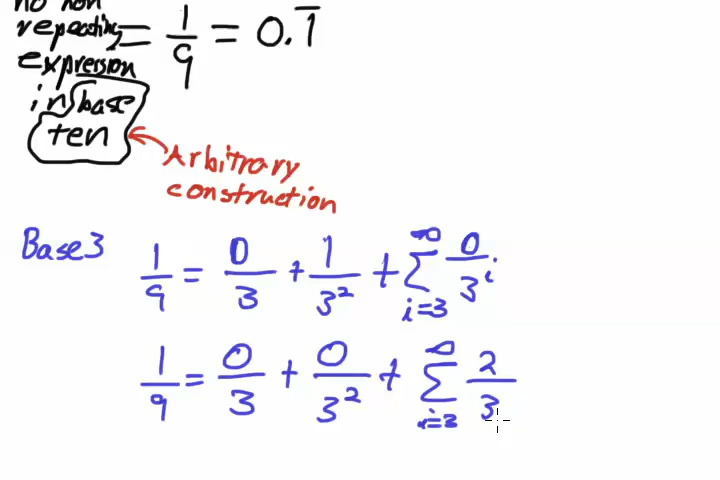 no non
repeating = 1/9 = 0.1̅
expression
in base
ten
Arbitrary
construction
Base 3 1/9 = 0/3 + 1/3² + ∑_{i=3}^{∞} 0/3^i
1/9 = 0/3 + 0/3² + ∑_{i=3}^{∞} 2/3